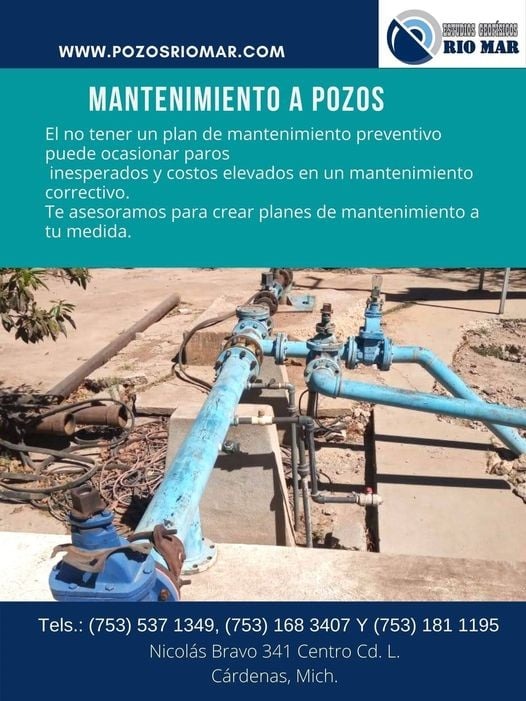 WWW.POZOSRIOMAR.COM
ESTUDIOS GEOFÍSICOS
RIO MAR
MANTENIMIENTO A POZOS
El no tener un plan de mantenimiento preventivo
puede ocasionar paros
inesperados y costos elevados en un mantenimiento
correctivo.
Te asesoramos para crear planes de mantenimiento a
tu medida.
Tels.: (753) 537 1349, (753) 168 3407 Y (753) 181 1195
Nicolás Bravo 341 Centro Cd. L.
Cárdenas, Mich.